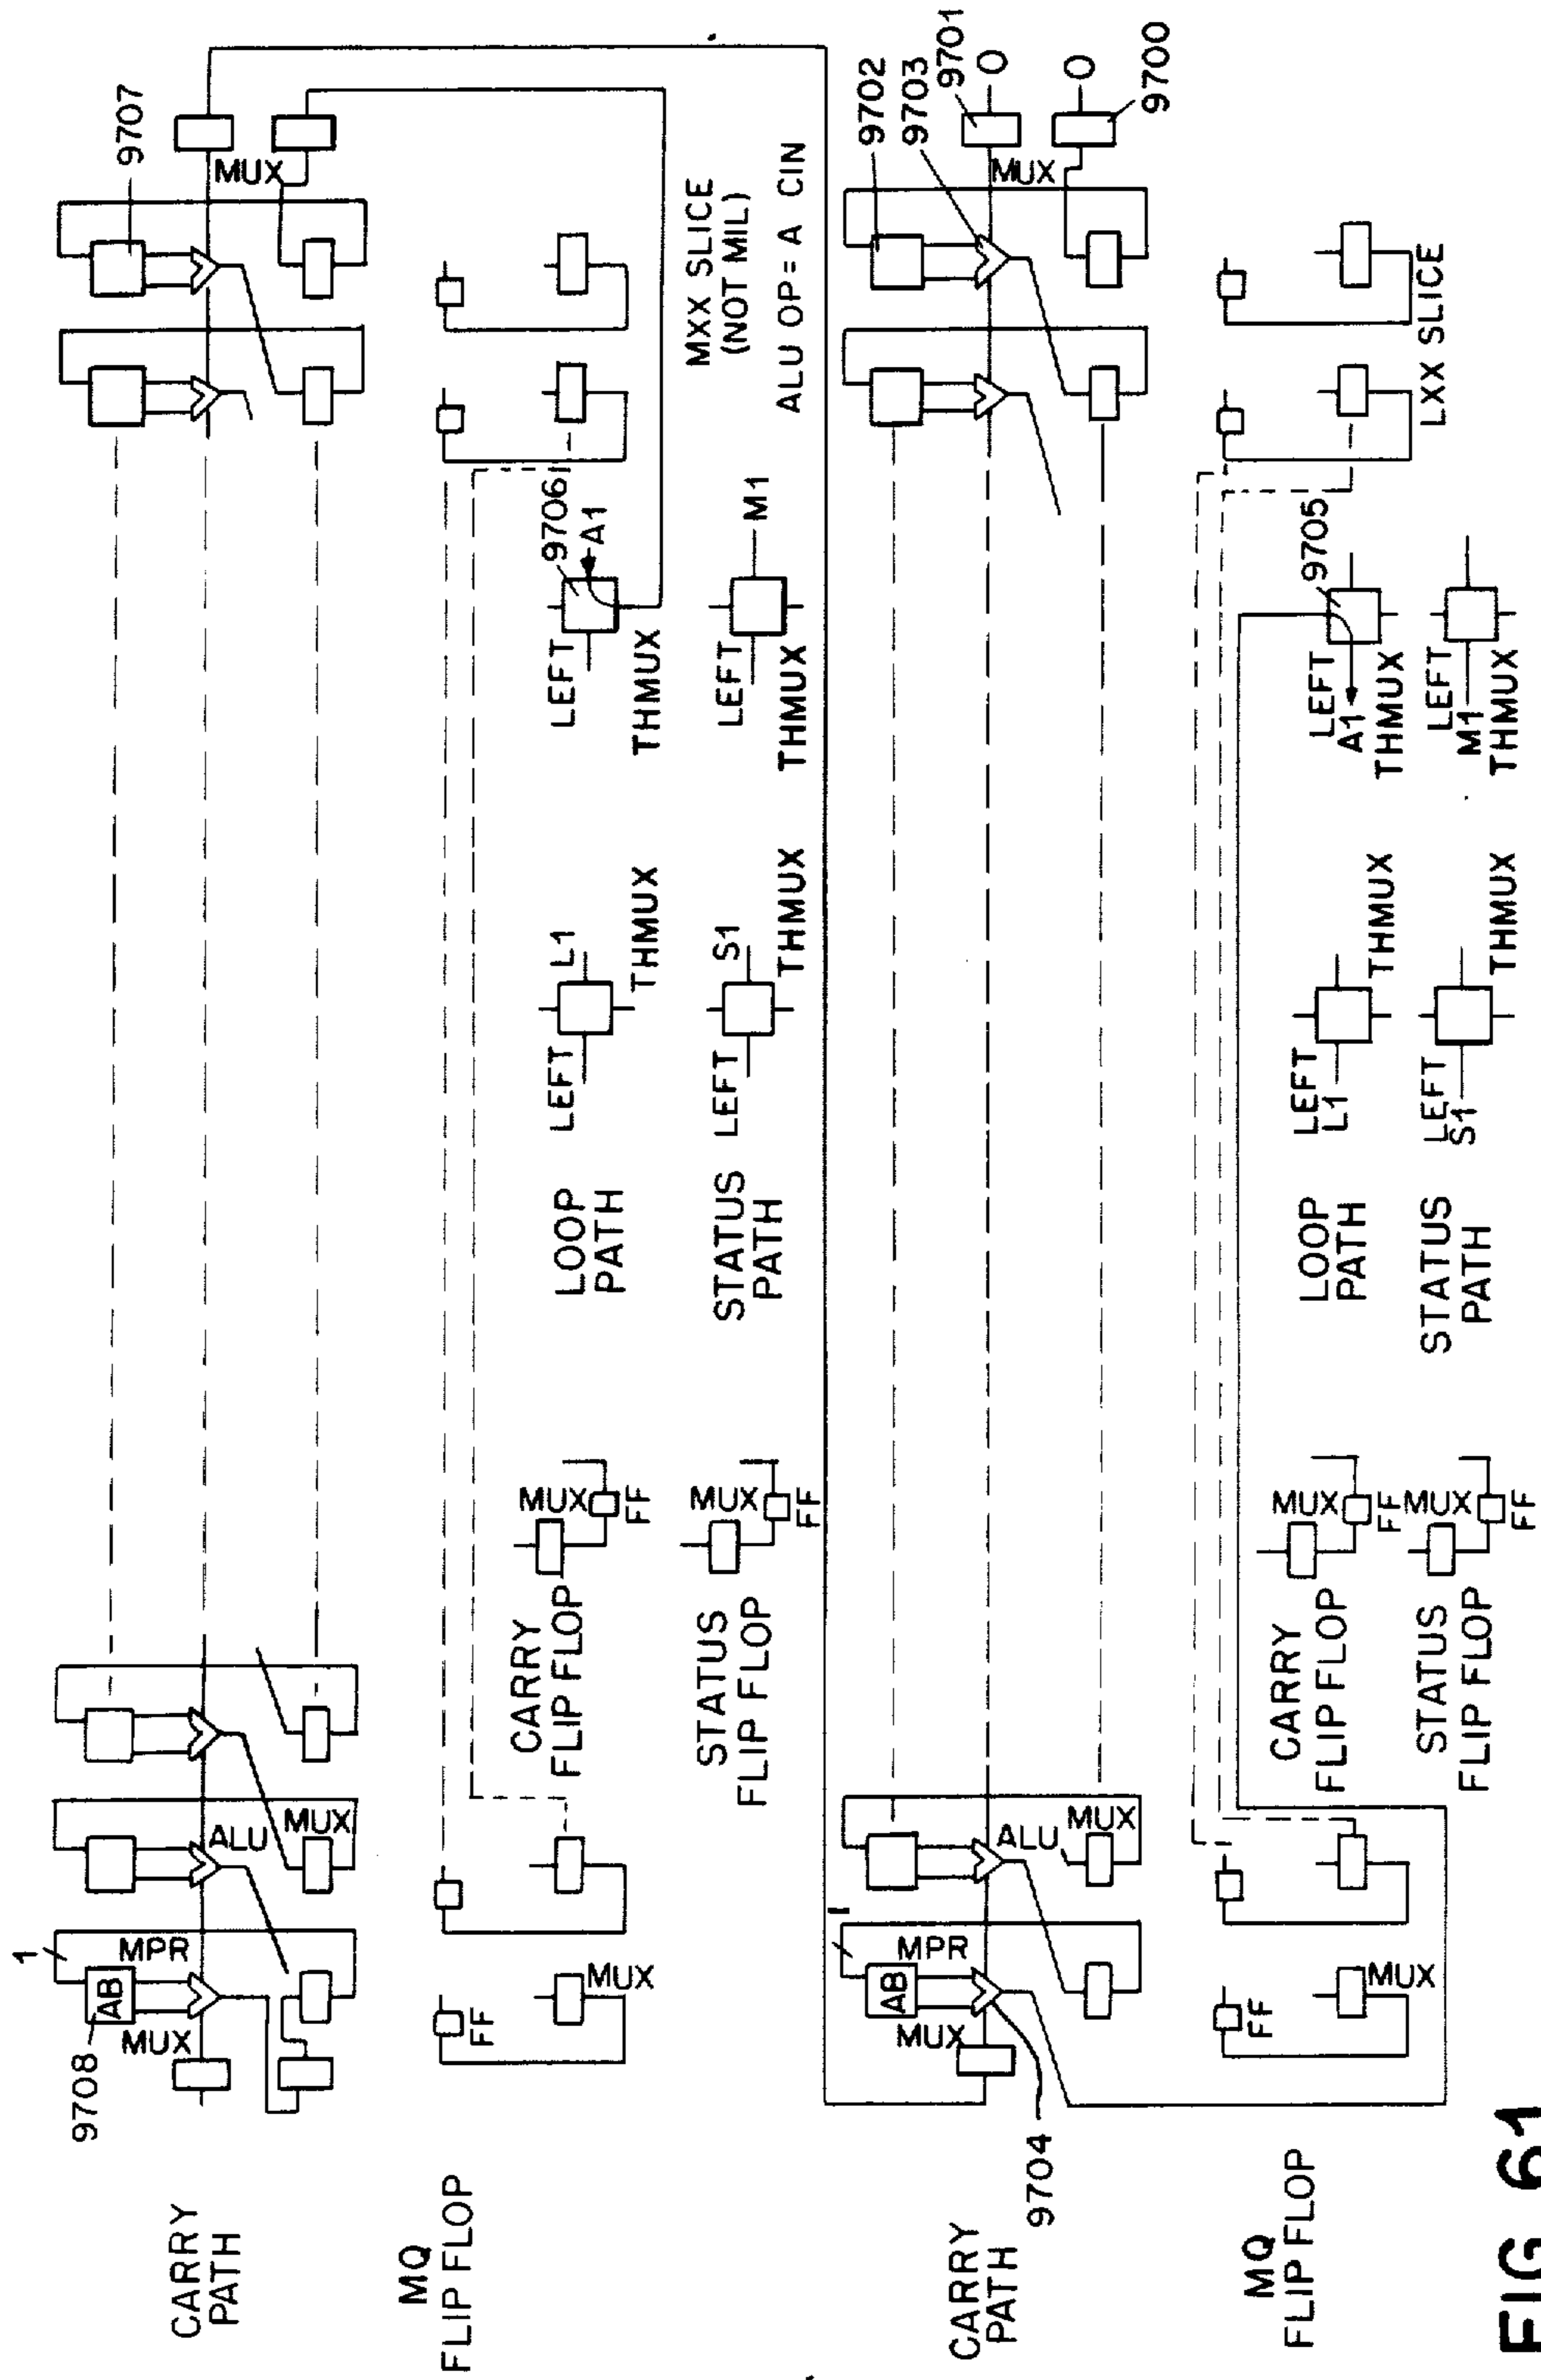 CARRY
PATH
MQ
FLIP FLOP
9708
MUX
AB
1
MPR
ALU
MUX
FF
MUX
CARRY
FLIP FLOP
MUX
FF
STATUS
FLIP FLOP
MUX
FF
LOOP
PATH
LEFT
L1
THMUX
STATUS
PATH
LEFT
S1
THMUX
LEFT
9706
A1
THMUX
LEFT
M1
THMUX
9707
MUX
MXX SLICE
(NOT MIL)
ALU OP = A CIN
CARRY
PATH
9704
MQ
FLIP FLOP
MUX
AB
1
MPR
ALU
MUX
FF
MUX
CARRY
FLIP FLOP
MUX
FF
STATUS
FLIP FLOP
MUX
FF
LOOP
PATH
LEFT
L1
THMUX
STATUS
PATH
LEFT
S1
THMUX
9705
LEFT
A1
THMUX
LEFT
M1
THMUX
9702
9703
9701
0
MUX
0
9700
LXX SLICE
FIG 61